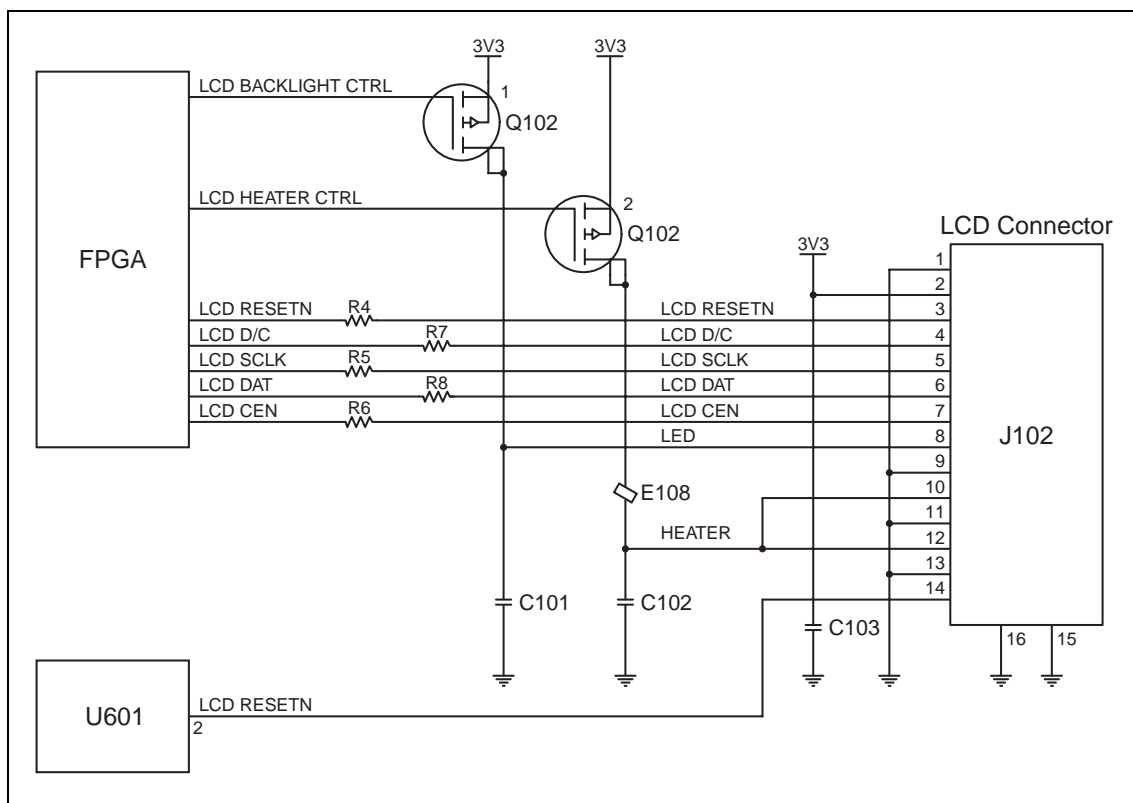 3V3 3V3
LCD BACKLIGHT CTRL 1
Q102
LCD HEATER CTRL 2
Q102
LCD Connector
3V3
FPGA
1
2
LCD RESETN R4 LCD RESETN 3
LCD D/C R7 LCD D/C 4
LCD SCLK R5 LCD SCLK 5
LCD DAT R8 LCD DAT 6
LCD CEN R6 LCD CEN 7
LED 8
J102
9
E108 10
11
HEATER 12
13
14
C101 C102 C103
16 15
U601
LCD RESETN
2